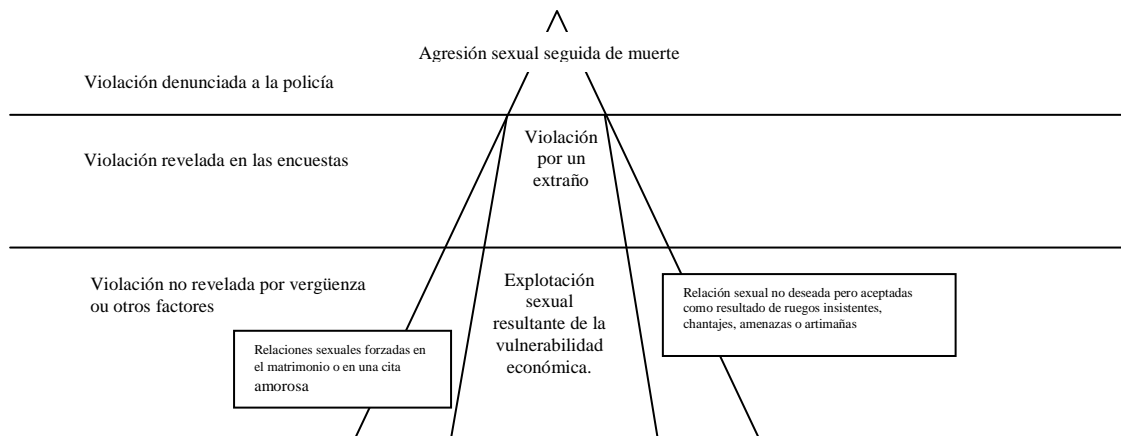 Agresión sexual seguida de muerte
Violación denunciada a la policía
Violación revelada en las encuestas
Violación
por un
extraño
Violación no revelada por vergüenza
ou otros factores
Explotación
sexual
resultante de la
vulnerabilidad
económica.
Relación sexual no deseada pero aceptadas
como resultado de ruegos insistentes,
chantajes, amenazas o artimañas
Relaciones sexuales forzadas en
el matrimonio o en una cita
amorosa